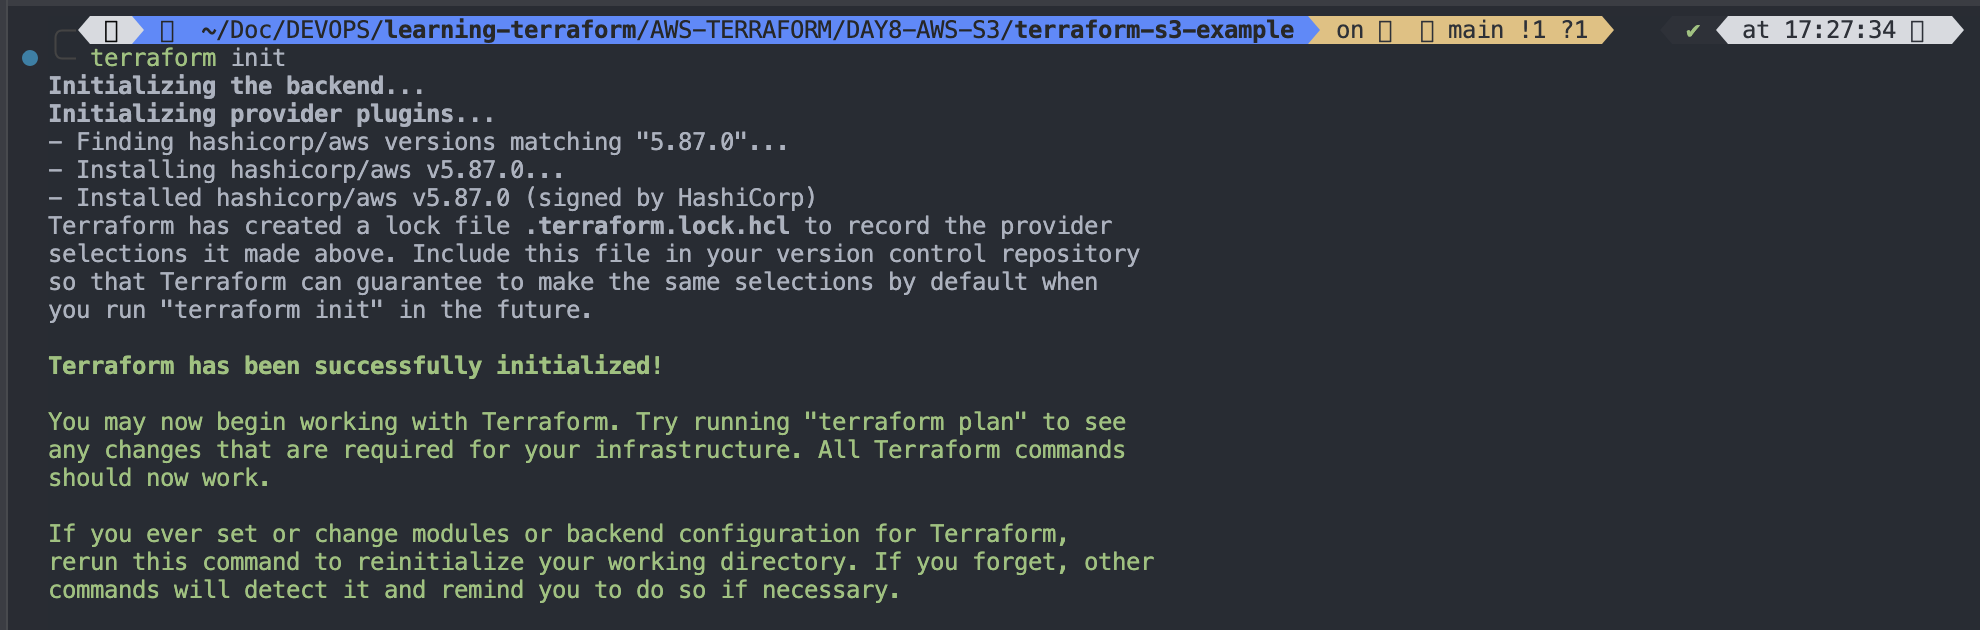 ~/Doc/DEVOPS/learning-terraform/AWS-TERRAFORM/DAY8-AWS-S3/terraform-s3-example on main !1 ?1 ✔ at 17:27:34
terraform init
Initializing the backend...
Initializing provider plugins...
- Finding hashicorp/aws versions matching "5.87.0"...
- Installing hashicorp/aws v5.87.0...
- Installed hashicorp/aws v5.87.0 (signed by HashiCorp)
Terraform has created a lock file .terraform.lock.hcl to record the provider
selections it made above. Include this file in your version control repository
so that Terraform can guarantee to make the same selections by default when
you run "terraform init" in the future.
Terraform has been successfully initialized!
You may now begin working with Terraform. Try running "terraform plan" to see
any changes that are required for your infrastructure. All Terraform commands
should now work.
If you ever set or change modules or backend configuration for Terraform,
rerun this command to reinitialize your working directory. If you forget, other
commands will detect it and remind you to do so if necessary.